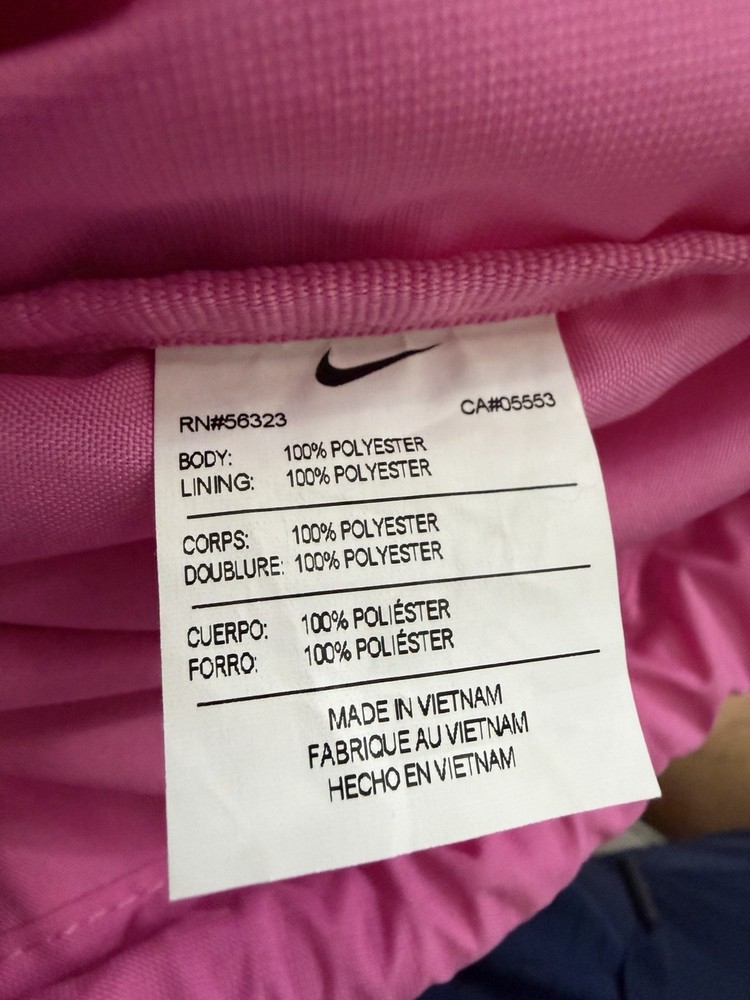 RN#56323 CA#05553
BODY: 100% POLYESTER
LINING: 100% POLYESTER
CORPS: 100% POLYESTER
DOUBLURE: 100% POLYESTER
CUERPO: 100% POLIÉSTER
FORRO: 100% POLIÉSTER
MADE IN VIETNAM
FABRIQUE AU VIETNAM
HECHO EN VIETNAM